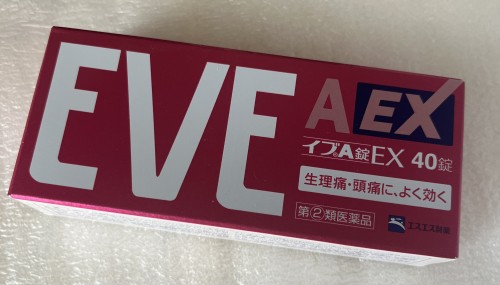 EVE
A EX
イブA錠EX 40錠
生理痛・頭痛に、よく効く
第②類医薬品
エスエス製薬